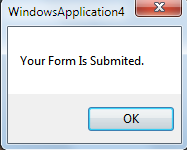 WindowsApplication4
Your Form Is Submited.
OK